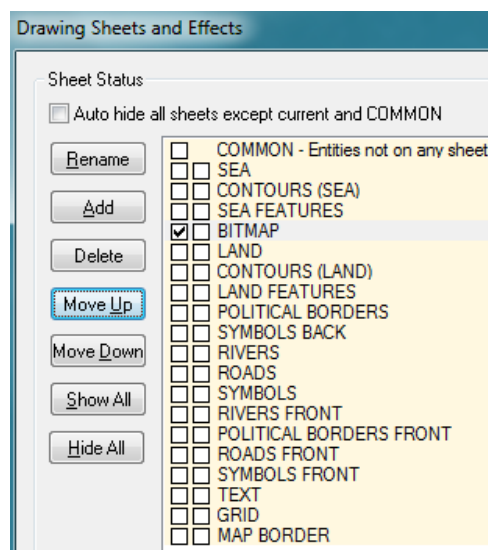 Drawing Sheets and Effects
Sheet Status
Auto hide all sheets except current and COMMON
Rename
Add
Delete
Move Up
Move Down
Show All
Hide All
COMMON - Entities not on any sheet
SEA
CONTOURS (SEA)
SEA FEATURES
BITMAP
LAND
CONTOURS (LAND)
LAND FEATURES
POLITICAL BORDERS
SYMBOLS BACK
RIVERS
ROADS
SYMBOLS
RIVERS FRONT
POLITICAL BORDERS FRONT
ROADS FRONT
SYMBOLS FRONT
TEXT
GRID
MAP BORDER